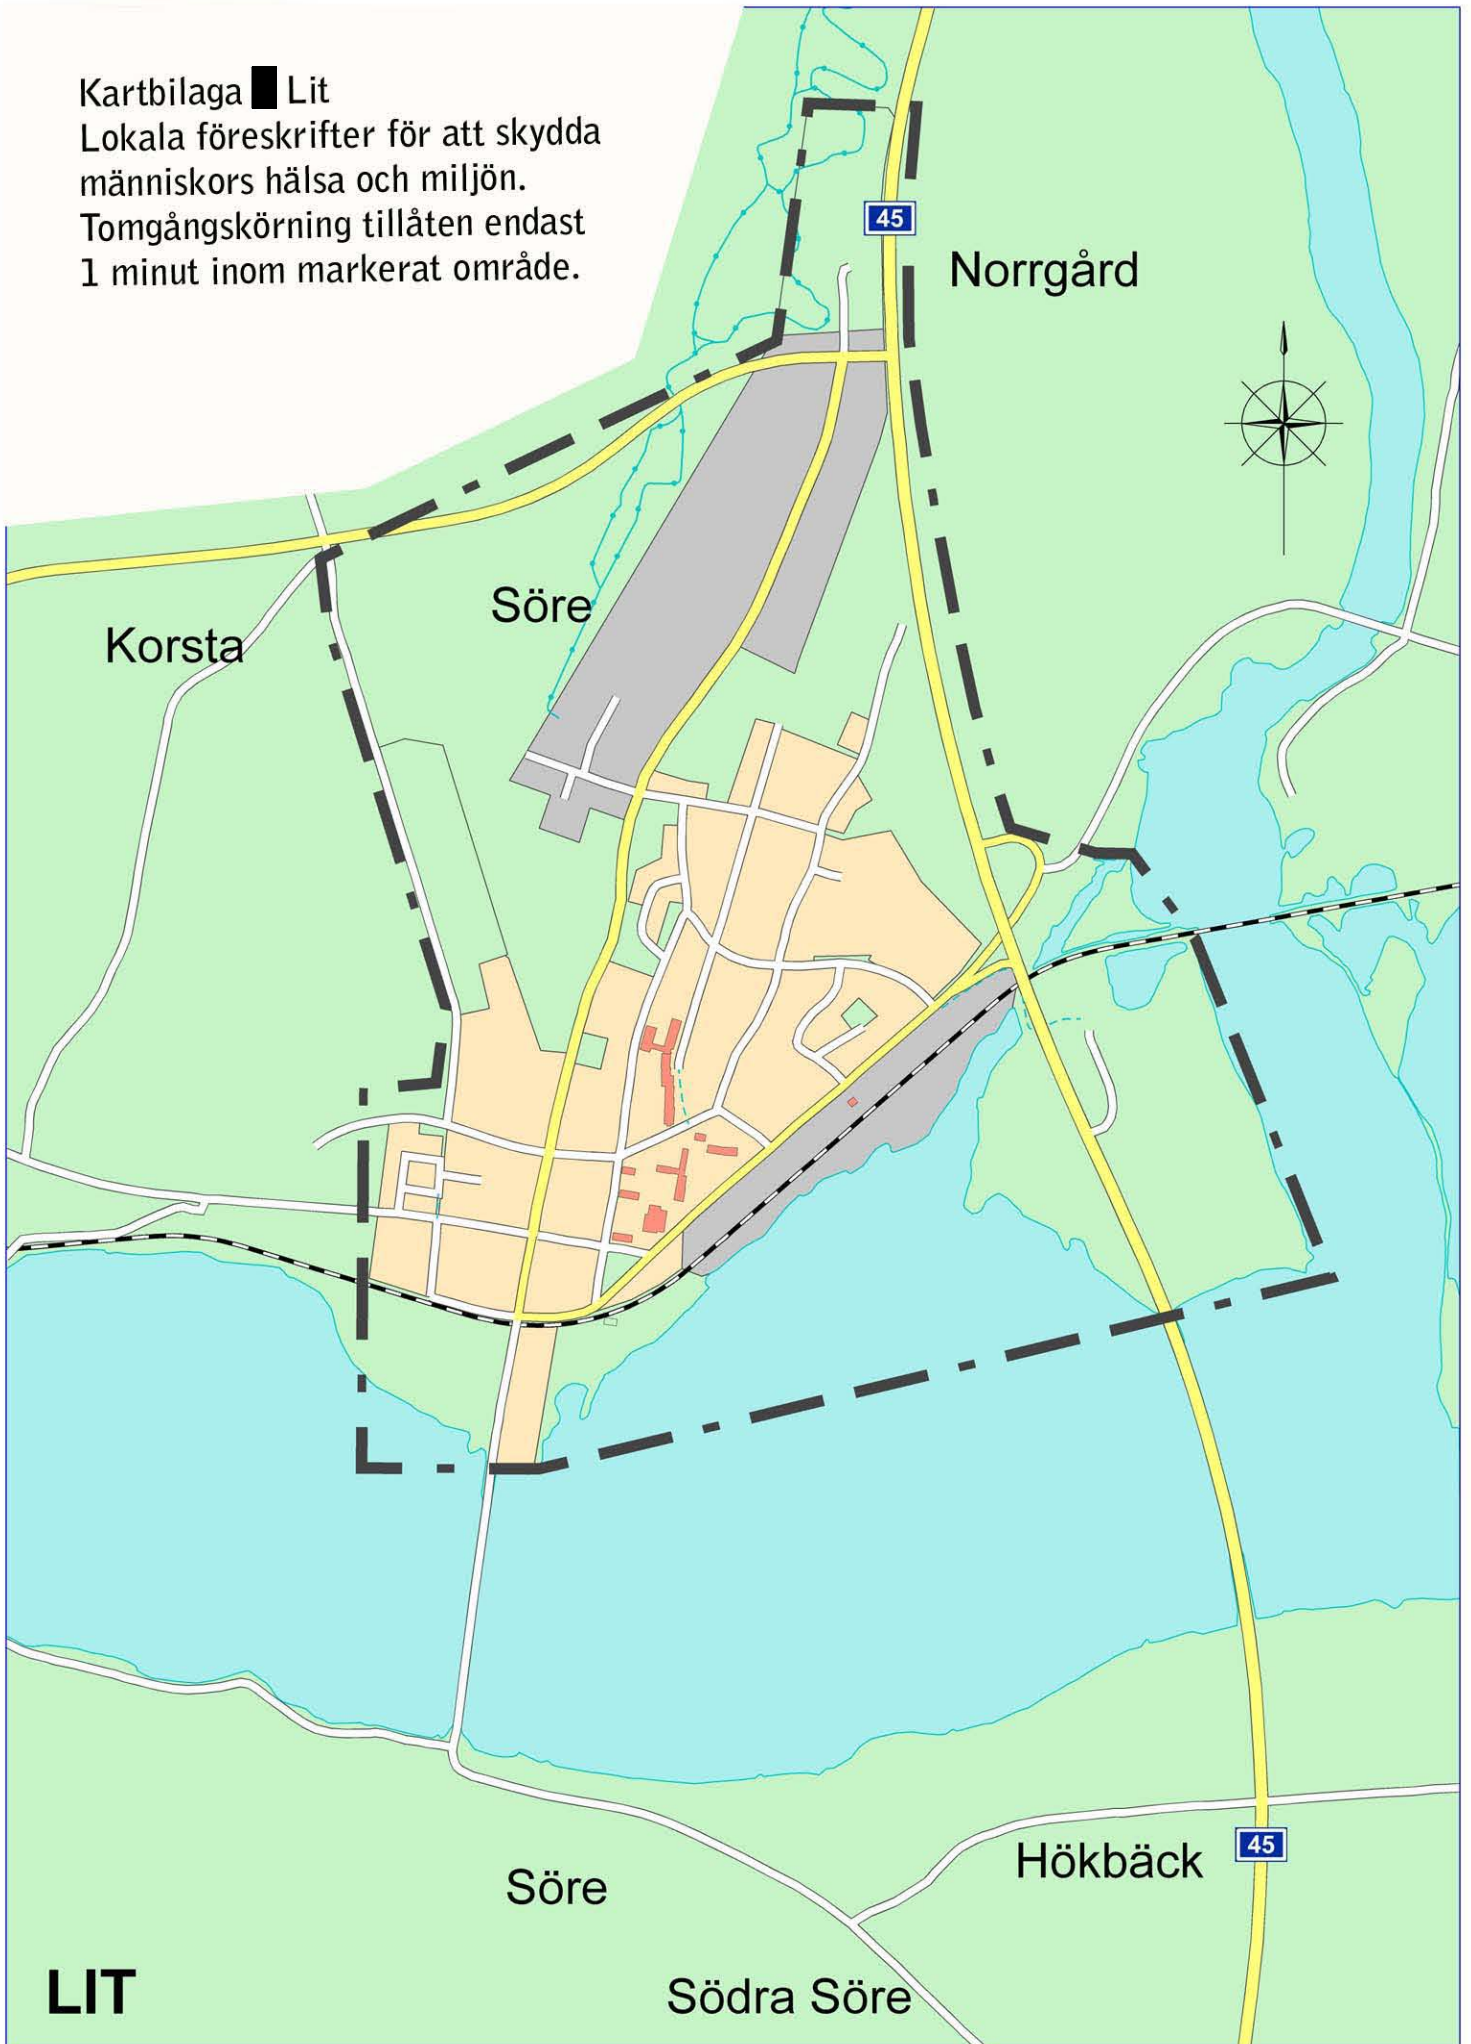 Kartbilaga Lit
Lokala föreskrifter för att skydda
människors hälsa och miljön.
Tomgångskörning tillåten endast
1 minut inom markerat område.
45
Norrgård
Söre
Korsta
Hökbäck
45
Söre
LIT
Södra Söre